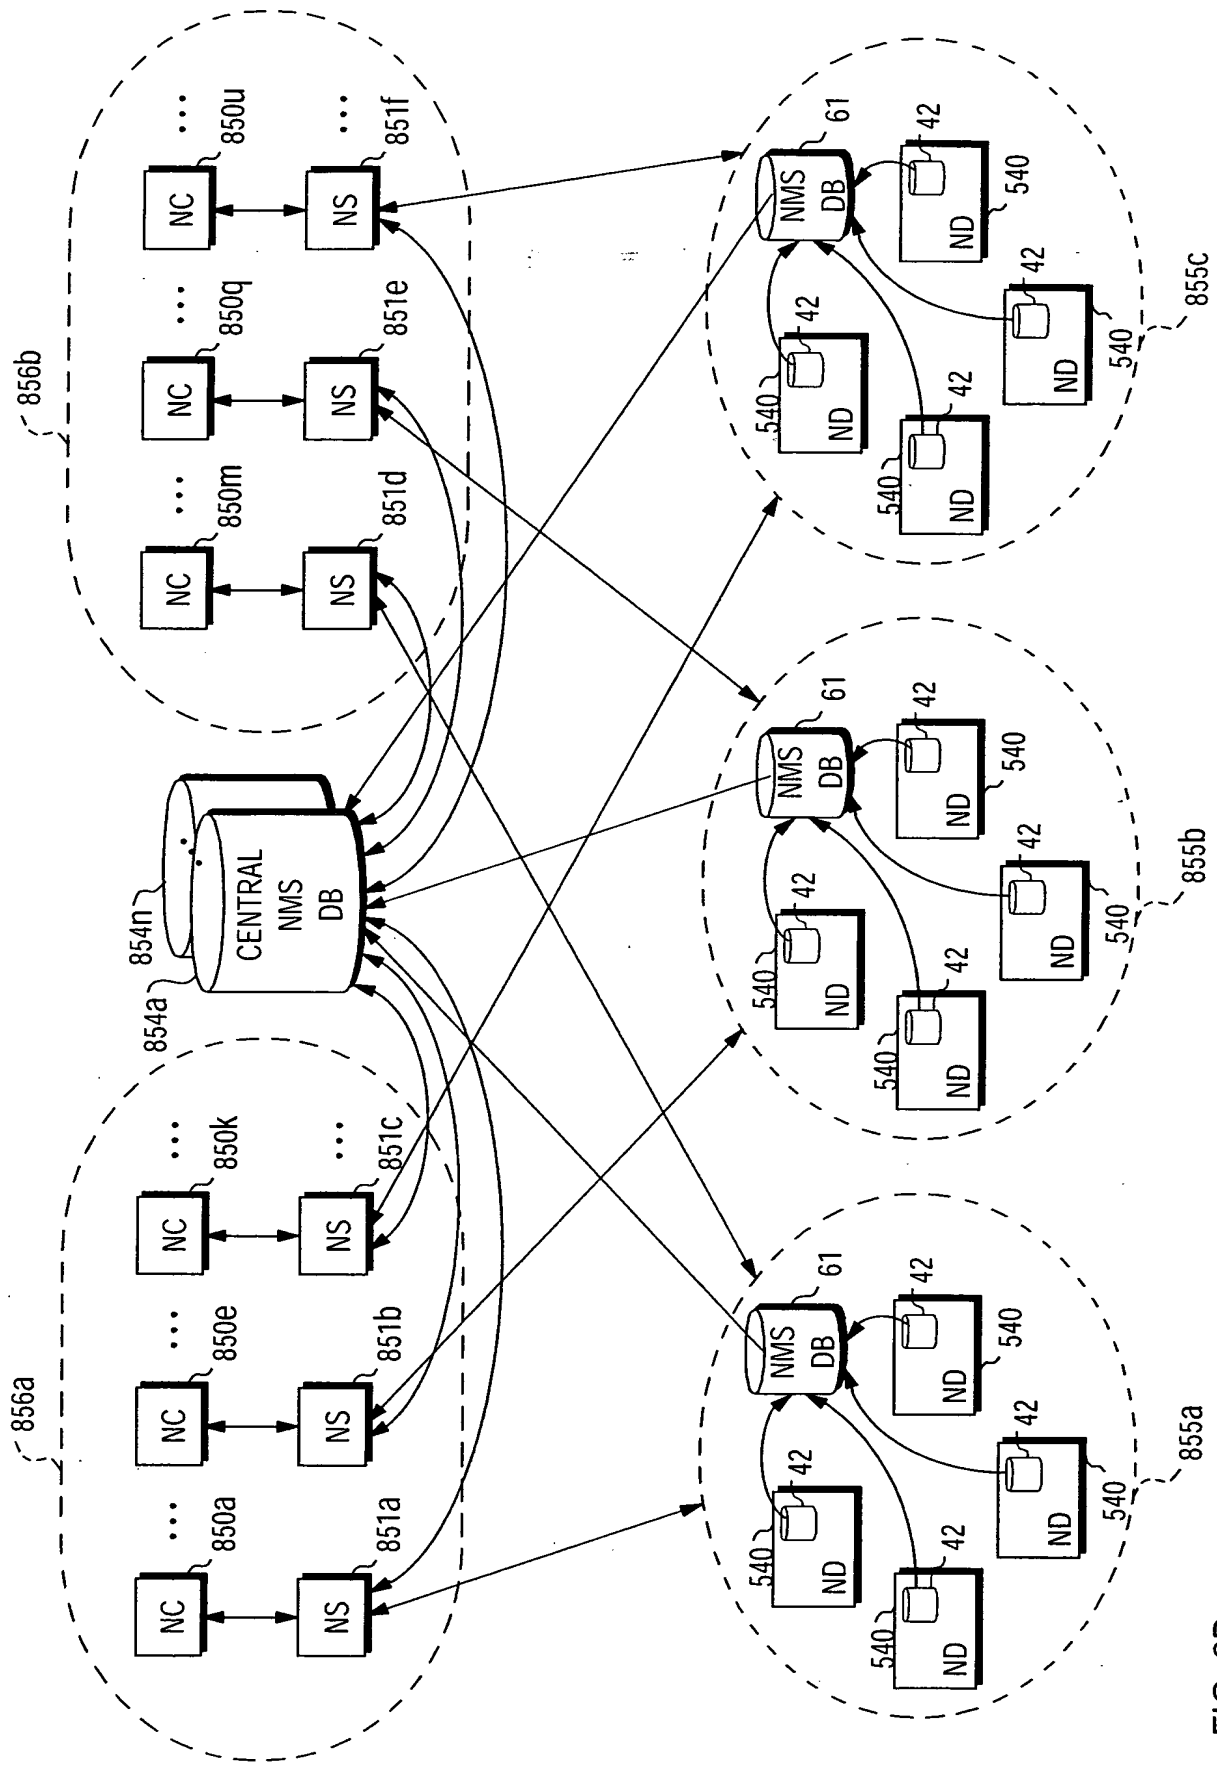 856a
856b
854n
854a
850a
850e
850k
850m
850q
850u
NC ...
NC ...
NC ...
NC ...
NC ...
NC ...
CENTRAL
NMS
DB
851a
851b
851c
851d
851e
851f
NS
NS
NS ...
NS
NS
NS ...
540
42
ND
NMS
DB
61
540
42
ND
42
540
ND
42
540
ND
855a
540
42
ND
NMS
DB
61
540
42
ND
42
540
ND
42
540
ND
855b
540
42
ND
NMS
DB
61
540
42
ND
42
540
ND
42
540
ND
855c